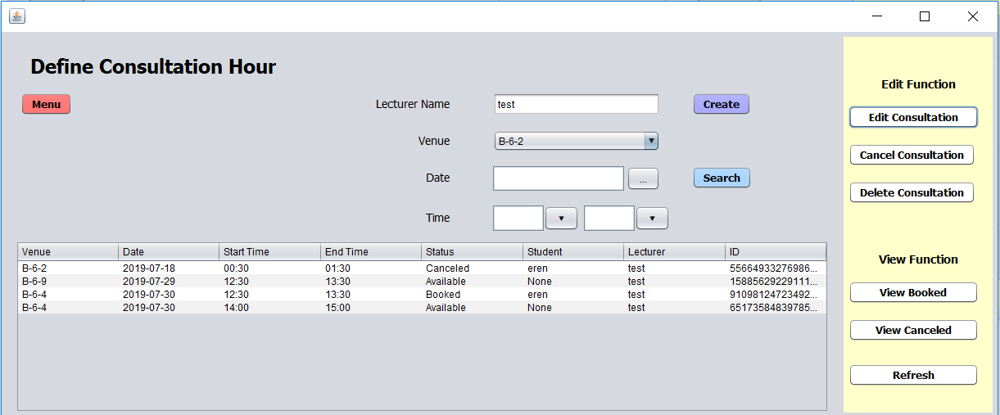 Define Consultation Hour
Menu
Lecturer Name test Create
Venue B-6-2
Date ... Search
Time
Venue Date Start Time End Time Status Student Lecturer ID
B-6-2 2019-07-18 00:30 01:30 Canceled eren test 55664933276986...
B-6-9 2019-07-29 12:30 13:30 Available None test 15885629229111...
B-6-4 2019-07-30 12:30 13:30 Booked eren test 91098124723492...
B-6-4 2019-07-30 14:00 15:00 Available None test 65173584839785...
Edit Function
Edit Consultation
Cancel Consultation
Delete Consultation
View Function
View Booked
View Canceled
Refresh